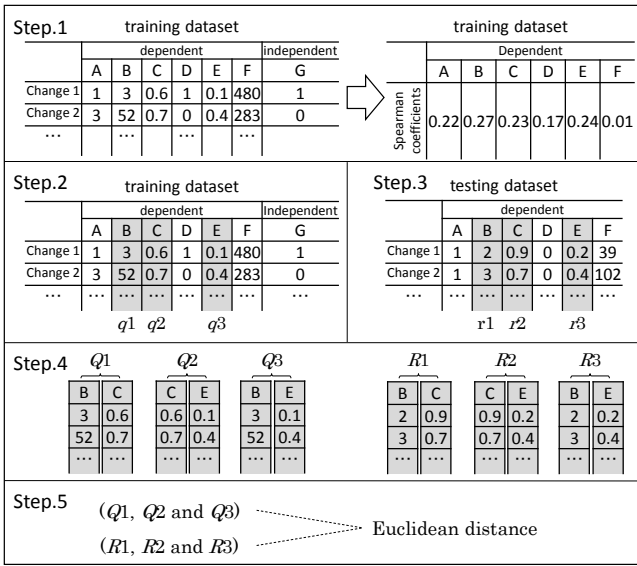 Step.1
training dataset
dependent independent
A B C D E F G
Change 1 1 3 0.6 1 0.1 480 1
Change 2 3 52 0.7 0 0.4 283 0
... ... ...
training dataset
Dependent
A B C D E F
Spearman coefficients 0.22 0.27 0.23 0.17 0.24 0.01
Step.2
training dataset
dependent Independent
A B C D E F G
Change 1 1 3 0.6 1 0.1 480 1
Change 2 3 52 0.7 0 0.4 283 0
... ... ... ... ... ... ... ...
q1 q2 q3
Step.3
testing dataset
dependent
A B C D E F
Change 1 1 2 0.9 0 0.2 39
Change 2 1 3 0.7 0 0.4 102
... ... ... ... ... ... ...
r1 r2 r3
Step.4
Q1 Q2 Q3 R1 R2 R3
B C C E B E B C C E B E
3 0.6 0.6 0.1 3 0.1 2 0.9 0.9 0.2 2 0.2
52 0.7 0.7 0.4 52 0.4 3 0.7 0.7 0.4 3 0.4
... ... ... ... ... ... ... ... ... ... ... ...
Step.5
(Q1, Q2 and Q3)
Euclidean distance
(R1, R2 and R3)